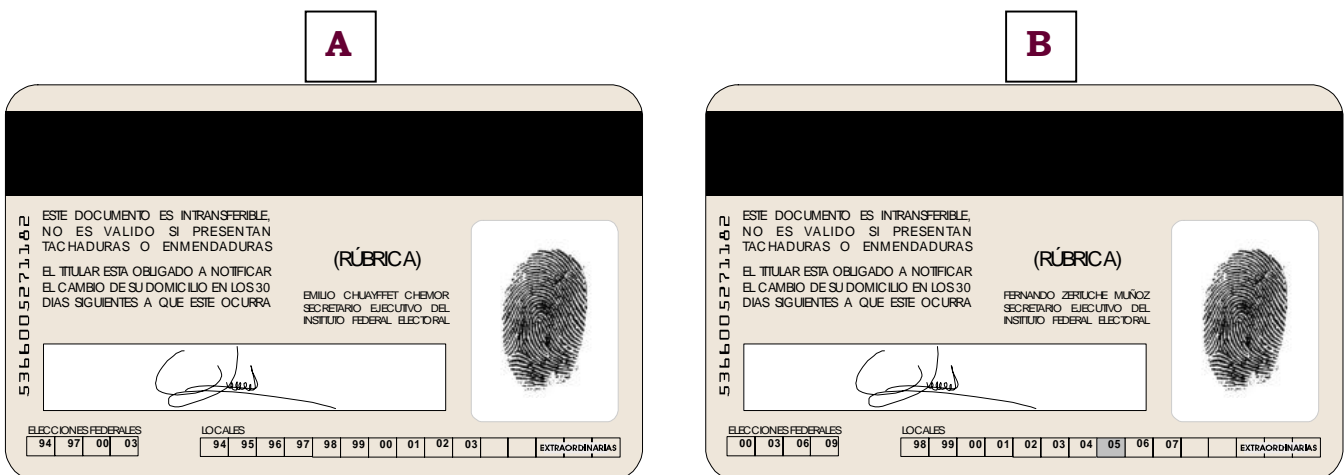 A
B
5366005271182
ESTE DOCUMENTO ES INTRANSFERIBLE,
NO ES VALIDO SI PRESENTAN
TACHADURAS O ENMENDADURAS
EL TITULAR ESTA OBLIGADO A NOTIFICAR
EL CAMBIO DE SU DOMICILIO EN LOS 30
DIAS SIGUIENTES A QUE ESTE OCURRA
(RÚBRICA)
EMILIO CHUAYFFET CHEMOR
SECRETARIO EJECUTIVO DEL
INSTITUTO FEDERAL ELECTORAL
ELECCIONES FEDERALES
94 97 00 03
LOCALES
94 95 96 97 98 99 00 01 02 03 EXTRAORDINARIAS
5366005271182
ESTE DOCUMENTO ES INTRANSFERIBLE,
NO ES VALIDO SI PRESENTAN
TACHADURAS O ENMENDADURAS
EL TITULAR ESTA OBLIGADO A NOTIFICAR
EL CAMBIO DE SU DOMICILIO EN LOS 30
DIAS SIGUIENTES A QUE ESTE OCURRA
(RÚBRICA)
FERNANDO ZERTUCHE MUÑOZ
SECRETARIO EJECUTIVO DEL
INSTITUTO FEDERAL ELECTORAL
ELECCIONES FEDERALES
00 03 06 09
LOCALES
98 99 00 01 02 03 04 05 06 07 EXTRAORDINARIAS